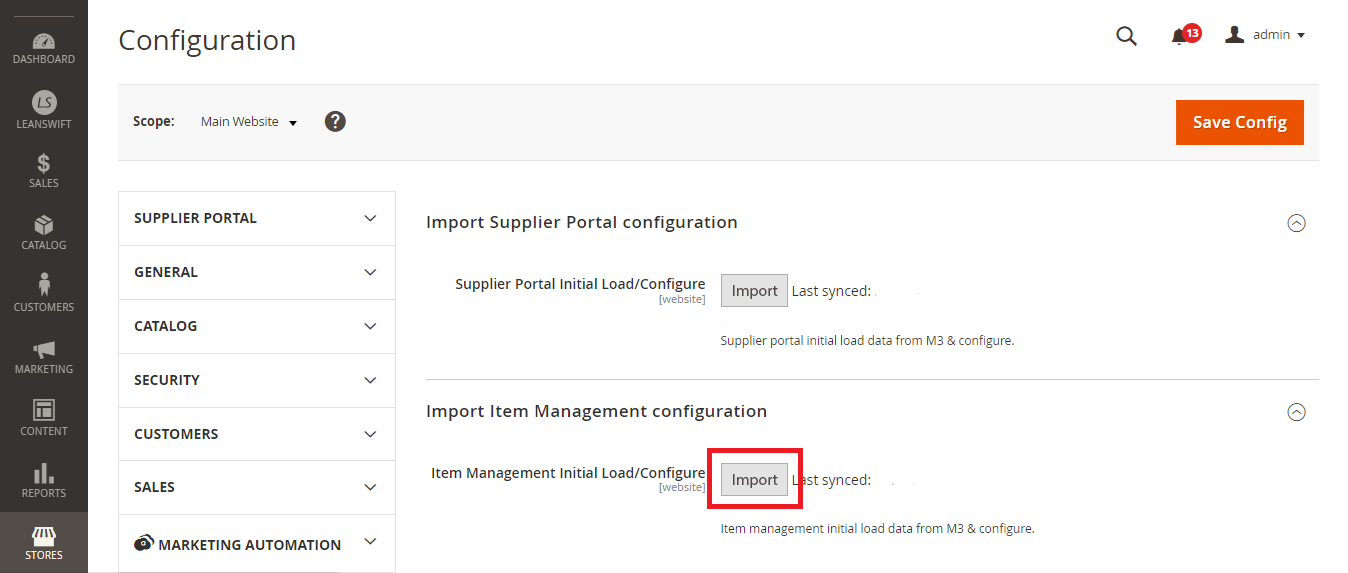 Configuration
13
admin
DASHBOARD
LS
LEANSWIFT
SALES
CATALOG
CUSTOMERS
MARKETING
CONTENT
REPORTS
STORES
Scope: Main Website ?
Save Config
SUPPLIER PORTAL
GENERAL
CATALOG
SECURITY
CUSTOMERS
SALES
MARKETING AUTOMATION
Import Supplier Portal configuration
Supplier Portal Initial Load/Configure
[website]
Import Last synced:
Supplier portal initial load data from M3 & configure.
Import Item Management configuration
Item Management Initial Load/Configure
[website]
Import Last synced:
Item management initial load data from M3 & configure.